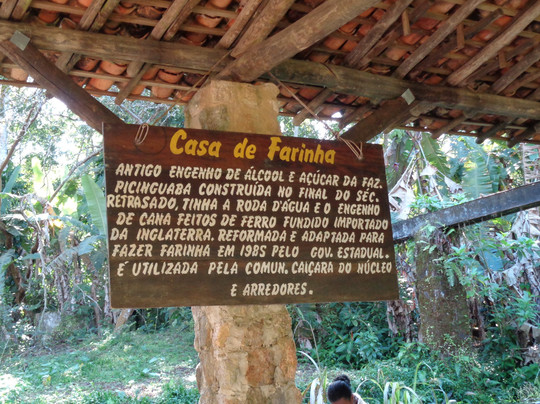 Casa de Farinha
ANTIGO ENGENHO DE ÁLCOOL E AÇÚCAR DA FAZ.
PICINGUABA CONSTRUÍDA NO FINAL DO SÉC.
RETRASADO, TINHA A RODA D'ÁGUA E O ENGENHO
DE CANA FEITOS DE FERRO FUNDIDO IMPORTADO
DA INGLATERRA. REFORMADA E ADAPTADA PARA
FAZER FARINHA EM 1985 PELO GOV. ESTADUAL.
É UTILIZADA PELA COMUN. CAIÇARA DO NÚCLEO
E ARREDORES.